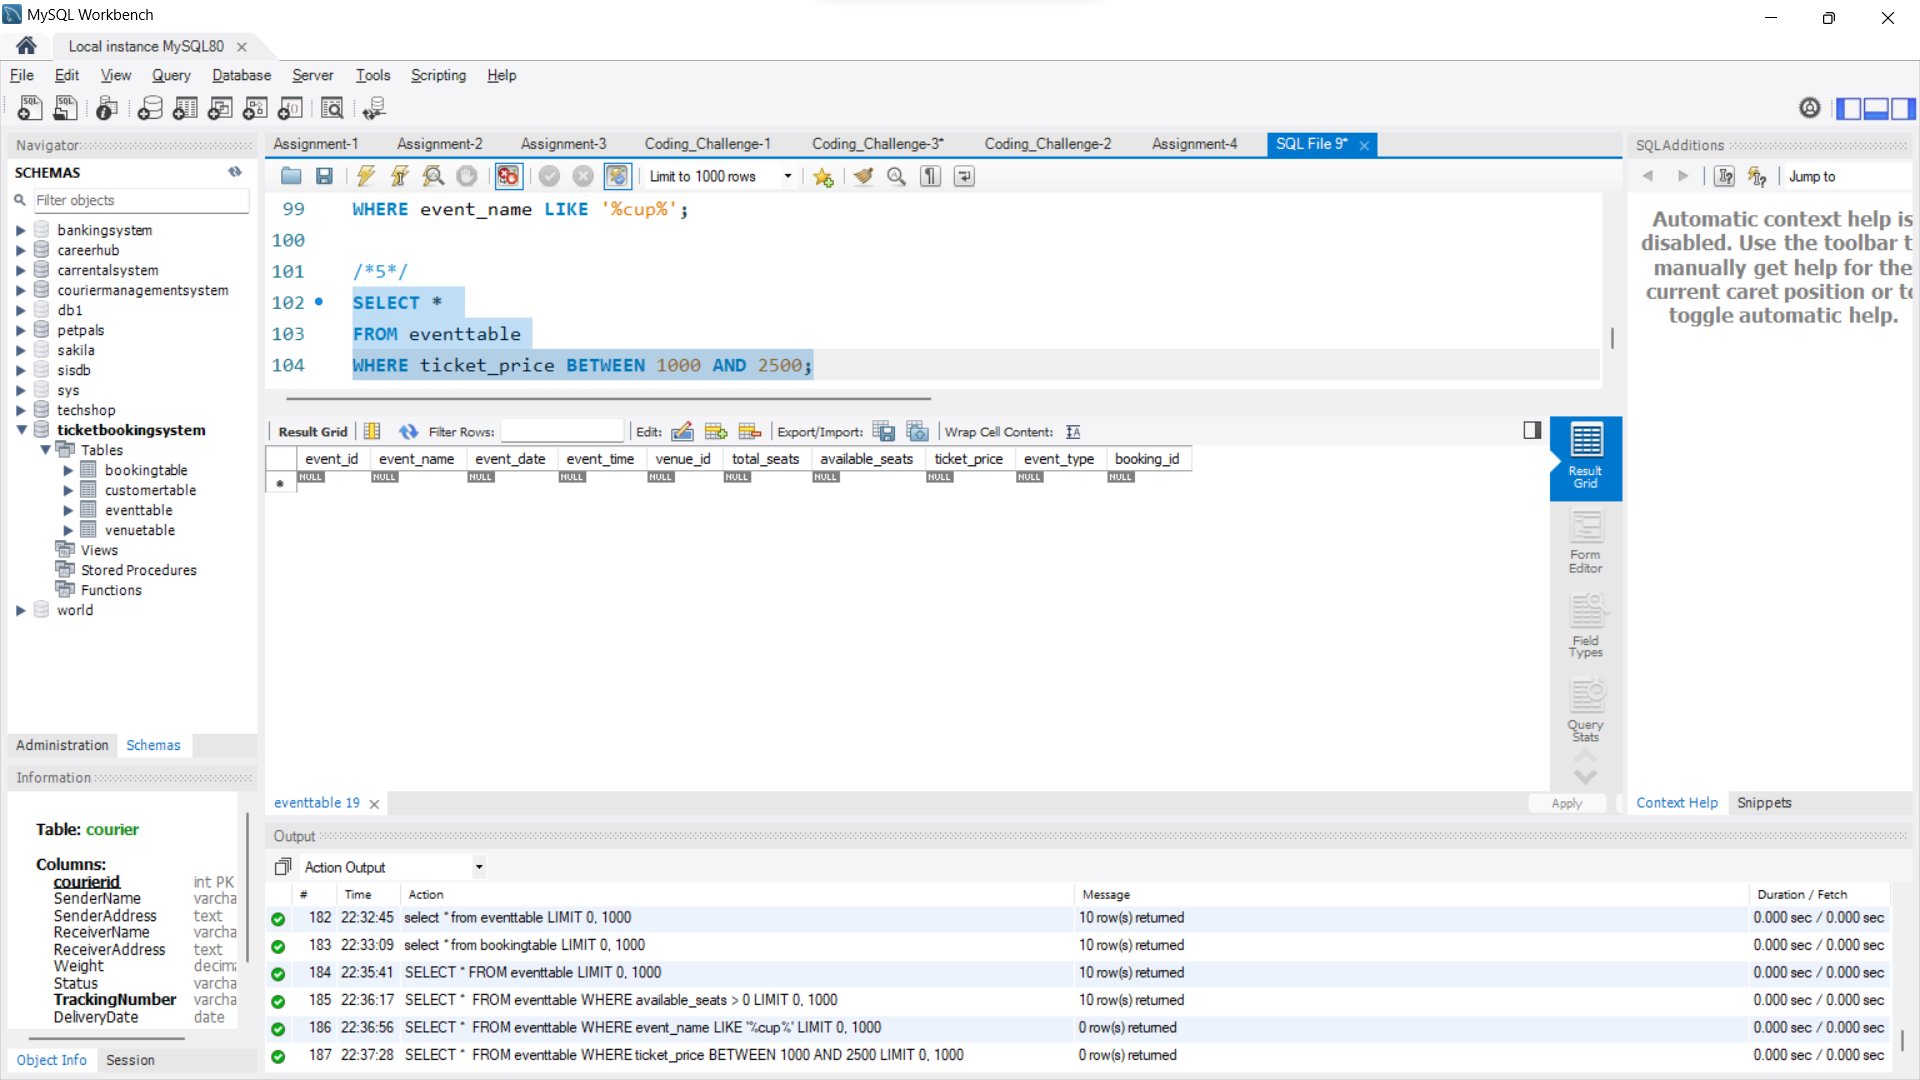 MySQL Workbench
Local instance MySQL80
File Edit View Query Database Server Tools Scripting Help
Navigator
SCHEMAS
Filter objects
bankingsystem
careerhub
carrentalsystem
couriermanagementsystem
db1
petpals
sakila
sisdb
sys
techshop
ticketbookingsystem
Tables
bookingtable
customertable
eventtable
venuetable
Views
Stored Procedures
Functions
world
Administration Schemas
Information
Table: courier
Columns:
courierid int PK
SenderName varcha
SenderAddress text
ReceiverName varcha
ReceiverAddress text
Weight decim
Status varcha
TrackingNumber varcha
DeliveryDate date
Object Info Session
Assignment-1 Assignment-2 Assignment-3 Coding_Challenge-1 Coding_Challenge-3* Coding_Challenge-2 Assignment-4 SQL File 9*
Limit to 1000 rows
99 WHERE event_name LIKE '%cup%';
100
101 /*5*/
102 SELECT *
103 FROM eventtable
104 WHERE ticket_price BETWEEN 1000 AND 2500;
Result Grid Filter Rows: Edit: Export/Import: Wrap Cell Content:
event_id event_name event_date event_time venue_id total_seats available_seats ticket_price event_type booking_id
NULL NULL NULL NULL NULL NULL NULL NULL NULL NULL
Result
Grid
Form
Editor
Field
Types
Query
Stats
eventtable 19
Apply
SQLAdditions
Jump to
Automatic context help is
disabled. Use the toolbar t
manually get help for the
current caret position or to
toggle automatic help.
Context Help Snippets
Output
Action Output
# Time Action Message Duration / Fetch
182 22:32:45 select * from eventtable LIMIT 0, 1000 10 row(s) returned 0.000 sec / 0.000 sec
183 22:33:09 select * from bookingtable LIMIT 0, 1000 10 row(s) returned 0.000 sec / 0.000 sec
184 22:35:41 SELECT * FROM eventtable LIMIT 0, 1000 10 row(s) returned 0.000 sec / 0.000 sec
185 22:36:17 SELECT * FROM eventtable WHERE available_seats > 0 LIMIT 0, 1000 10 row(s) returned 0.000 sec / 0.000 sec
186 22:36:56 SELECT * FROM eventtable WHERE event_name LIKE '%cup%' LIMIT 0, 1000 0 row(s) returned 0.000 sec / 0.000 sec
187 22:37:28 SELECT * FROM eventtable WHERE ticket_price BETWEEN 1000 AND 2500 LIMIT 0, 1000 0 row(s) returned 0.000 sec / 0.000 sec